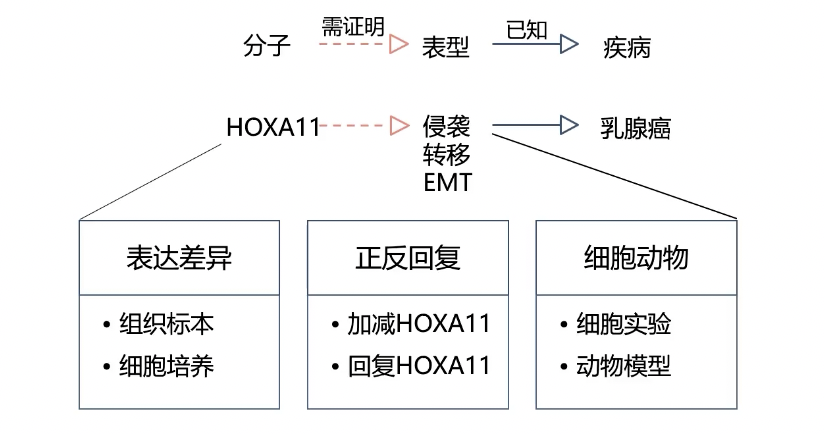 分子 需证明 表型 已知 疾病
HOXA11 侵袭 乳腺癌
转移
EMT
表达差异 正反回复 细胞动物
• 组织标本 • 加减HOXA11 • 细胞实验
• 细胞培养 • 回复HOXA11 • 动物模型